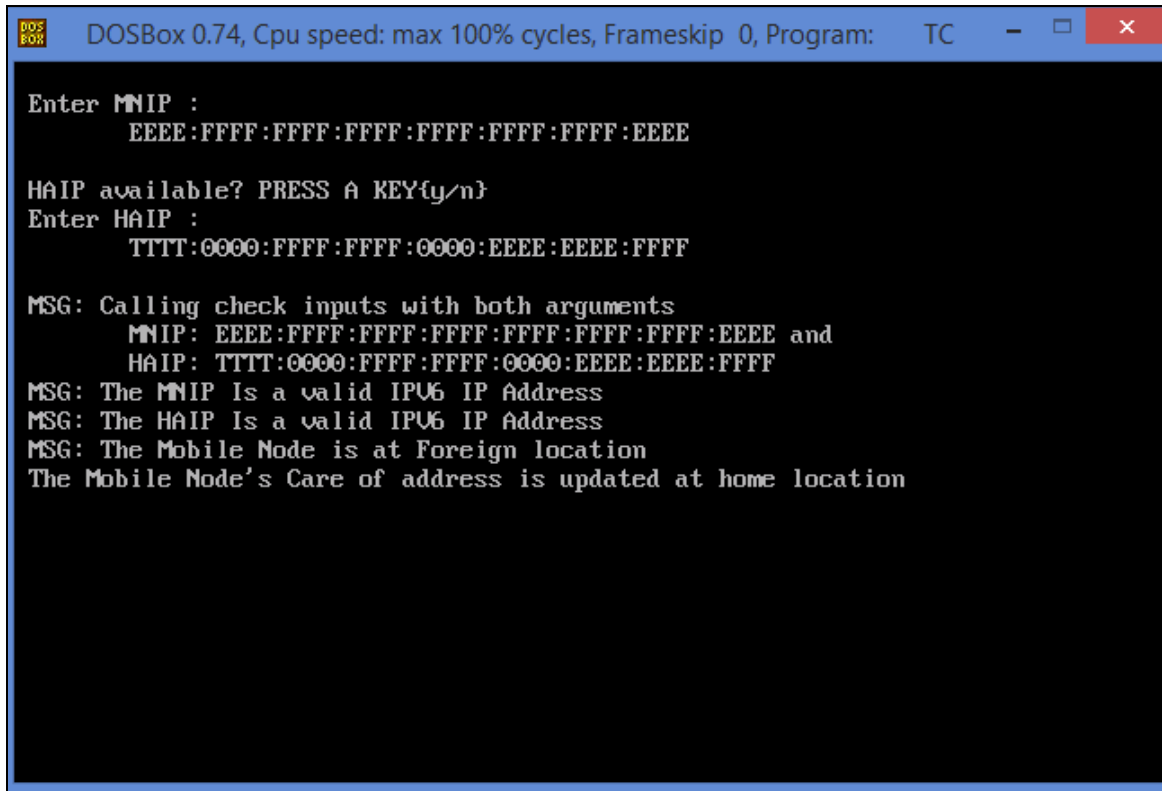 DOS BOX DOSBox 0.74, Cpu speed: max 100% cycles, Frameskip 0, Program: TC
Enter MNIP :
EEEE:FFFF:FFFF:FFFF:FFFF:FFFF:FFFF:EEEE
HAIP available? PRESS A KEY{y/n}
Enter HAIP :
TTTT:0000:FFFF:FFFF:0000:EEEE:EEEE:FFFF
MSG: Calling check inputs with both arguments
MNIP: EEEE:FFFF:FFFF:FFFF:FFFF:FFFF:FFFF:EEEE and
HAIP: TTTT:0000:FFFF:FFFF:0000:EEEE:EEEE:FFFF
MSG: The MNIP Is a valid IPV6 IP Address
MSG: The HAIP Is a valid IPV6 IP Address
MSG: The Mobile Node is at Foreign location
The Mobile Node's Care of address is updated at home location